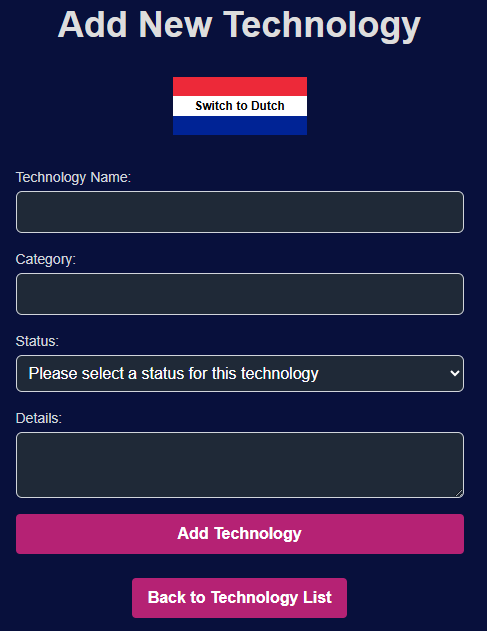 Add New Technology
Switch to Dutch
Technology Name:
Category:
Status:
Please select a status for this technology
Details:
Add Technology
Back to Technology List